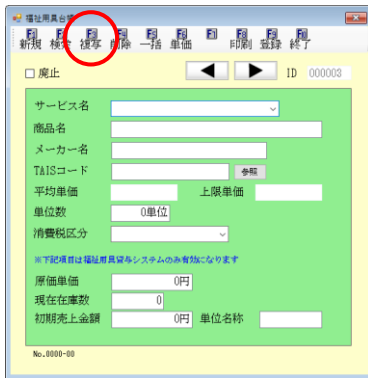 福祉用具台帳
F1 F2 F3 F4 F5 F6 F7 F8 F9 F10
新規 検索 複写 削除 一括 単価 印刷 登録 終了
廃止 ID 000003
サービス名
商品名
メーカー名
TAISコード 参照
平均単価 上限単価
単位数 0単位
消費税区分
※下記項目は福祉用具貸与システムのみ有効になります
原価単価 0円
現在在庫数 0
初期売上金額 0円 単位名称
No.0000-00